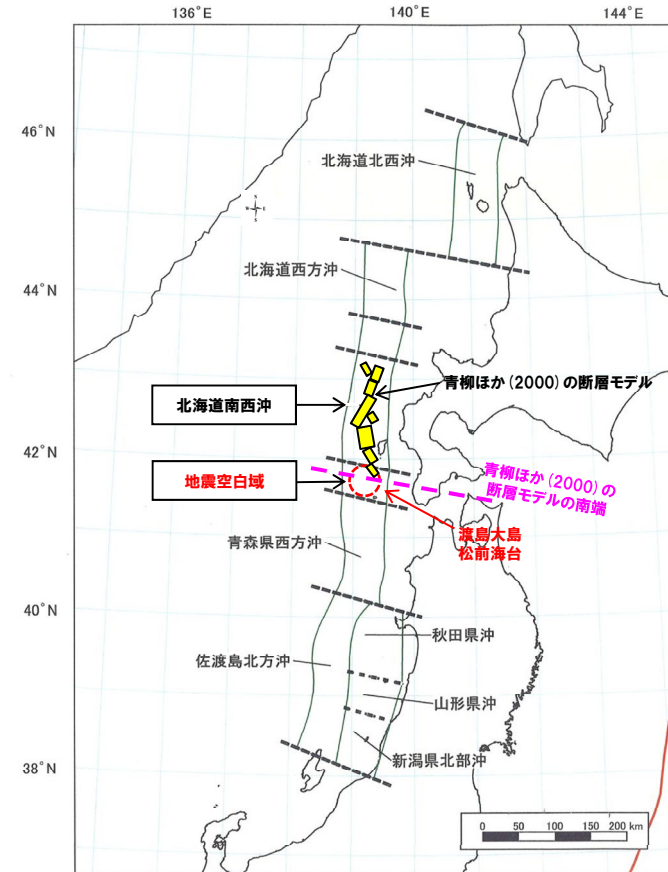 136°E
140°E
144°E
46°N
北海道北西沖
北海道西方沖
44°N
青柳ほか(2000)の断層モデル
北海道南西沖
42°N
地震空白域
青柳ほか(2000)の
断層モデルの南端
渡島大島
松前海台
青森県西方沖
40°N
秋田県沖
佐渡島北方沖
山形県沖
新潟県北部沖
38°N
0 50 100 150 200 km